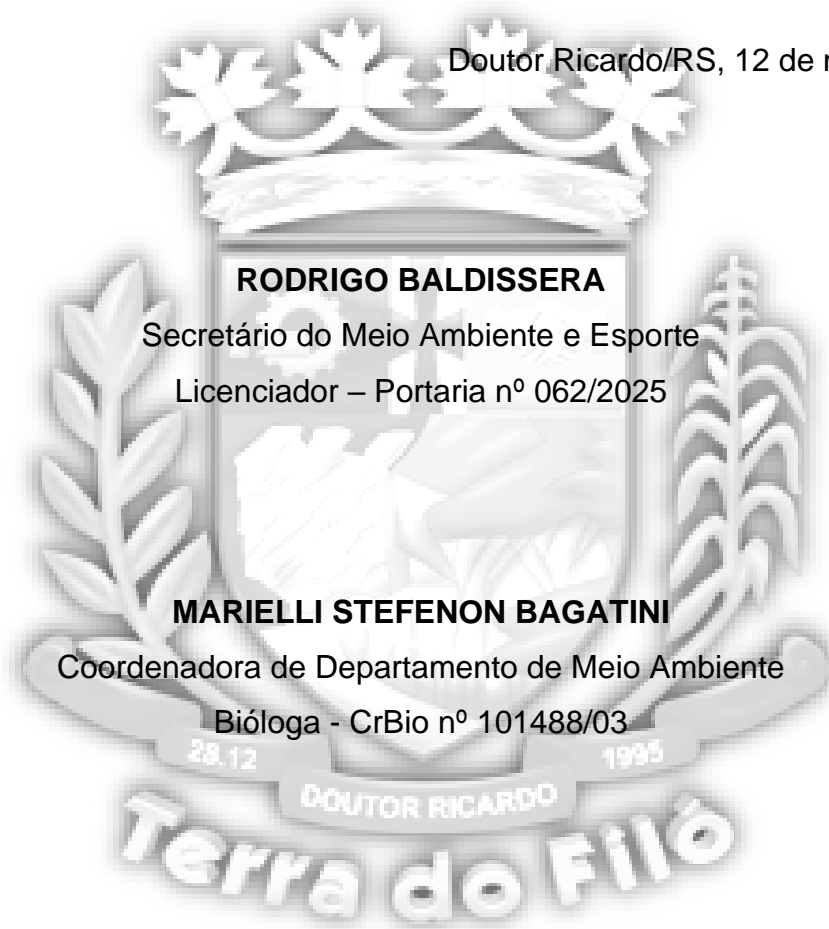 Doutor Ricardo/RS, 12 de
RODRIGO BALDISSERA
Secretário do Meio Ambiente e Esporte
Licenciador – Portaria nº 062/2025
MARIELLI STEFENON BAGATINI
Coordenadora de Departamento de Meio Ambiente
Bióloga - CrBio nº 101488/03
28.12
1995
DOUTOR RICARDO
Terra do Filó